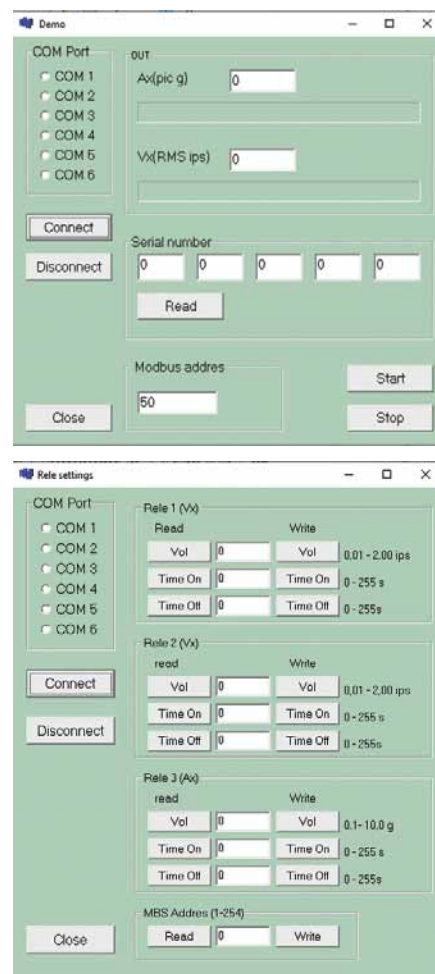 Demo
COM Port
COM 1
COM 2
COM 3
COM 4
COM 5
COM 6
Connect
Disconnect
Close
OUT
Ax(pic g) 0
Vx(RMS ips) 0
Serial number
0 0 0 0 0
Read
Modbus addres
50
Start
Stop
Rele settings
COM Port
COM 1
COM 2
COM 3
COM 4
COM 5
COM 6
Connect
Disconnect
Close
Rele 1 (Vx)
Read Write
Vol 0 Vol 0,01 - 2,00 ips
Time On 0 Time On 0 - 255 s
Time Off 0 Time Off 0 - 255s
Rele 2 (Vx)
read Write
Vol 0 Vol 0,01 - 2,00 ips
Time On 0 Time On 0 - 255 s
Time Off 0 Time Off 0 - 255s
Rele 3 (Ax)
read Write
Vol 0 Vol 0,1- 10,0 g
Time On 0 Time On 0 - 255 s
Time Off 0 Time Off 0 - 255s
MBS Addres (1-254)
Read 0 Write